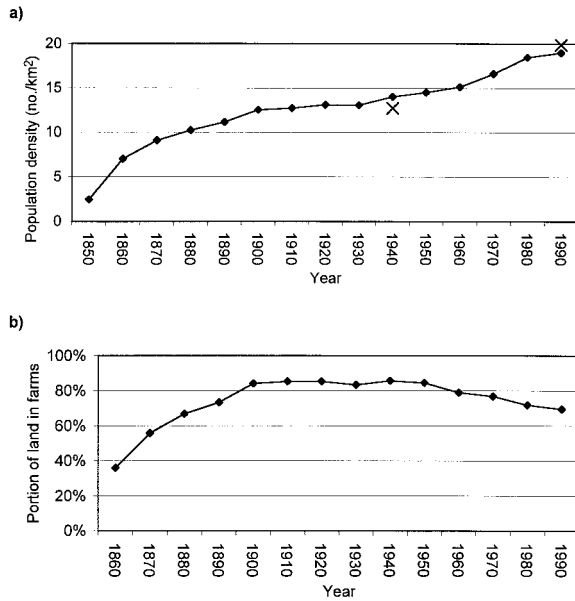 a)
20
15
10
5
0
Population density (no./km²)
1850 1860 1870 1880 1890 1900 1910 1920 1930 1940 1950 1960 1970 1980 1990
Year
b)
100%
80%
60%
40%
20%
0%
Portion of land in farms
1860 1870 1880 1890 1900 1910 1920 1930 1940 1950 1960 1970 1980 1990
Year